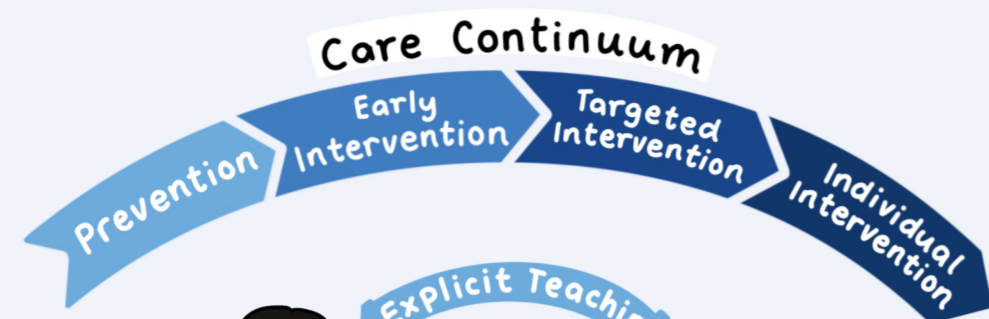 Care Continuum
Prevention
Early
Intervention
Targeted
Intervention
Individual
Intervention
Explicit